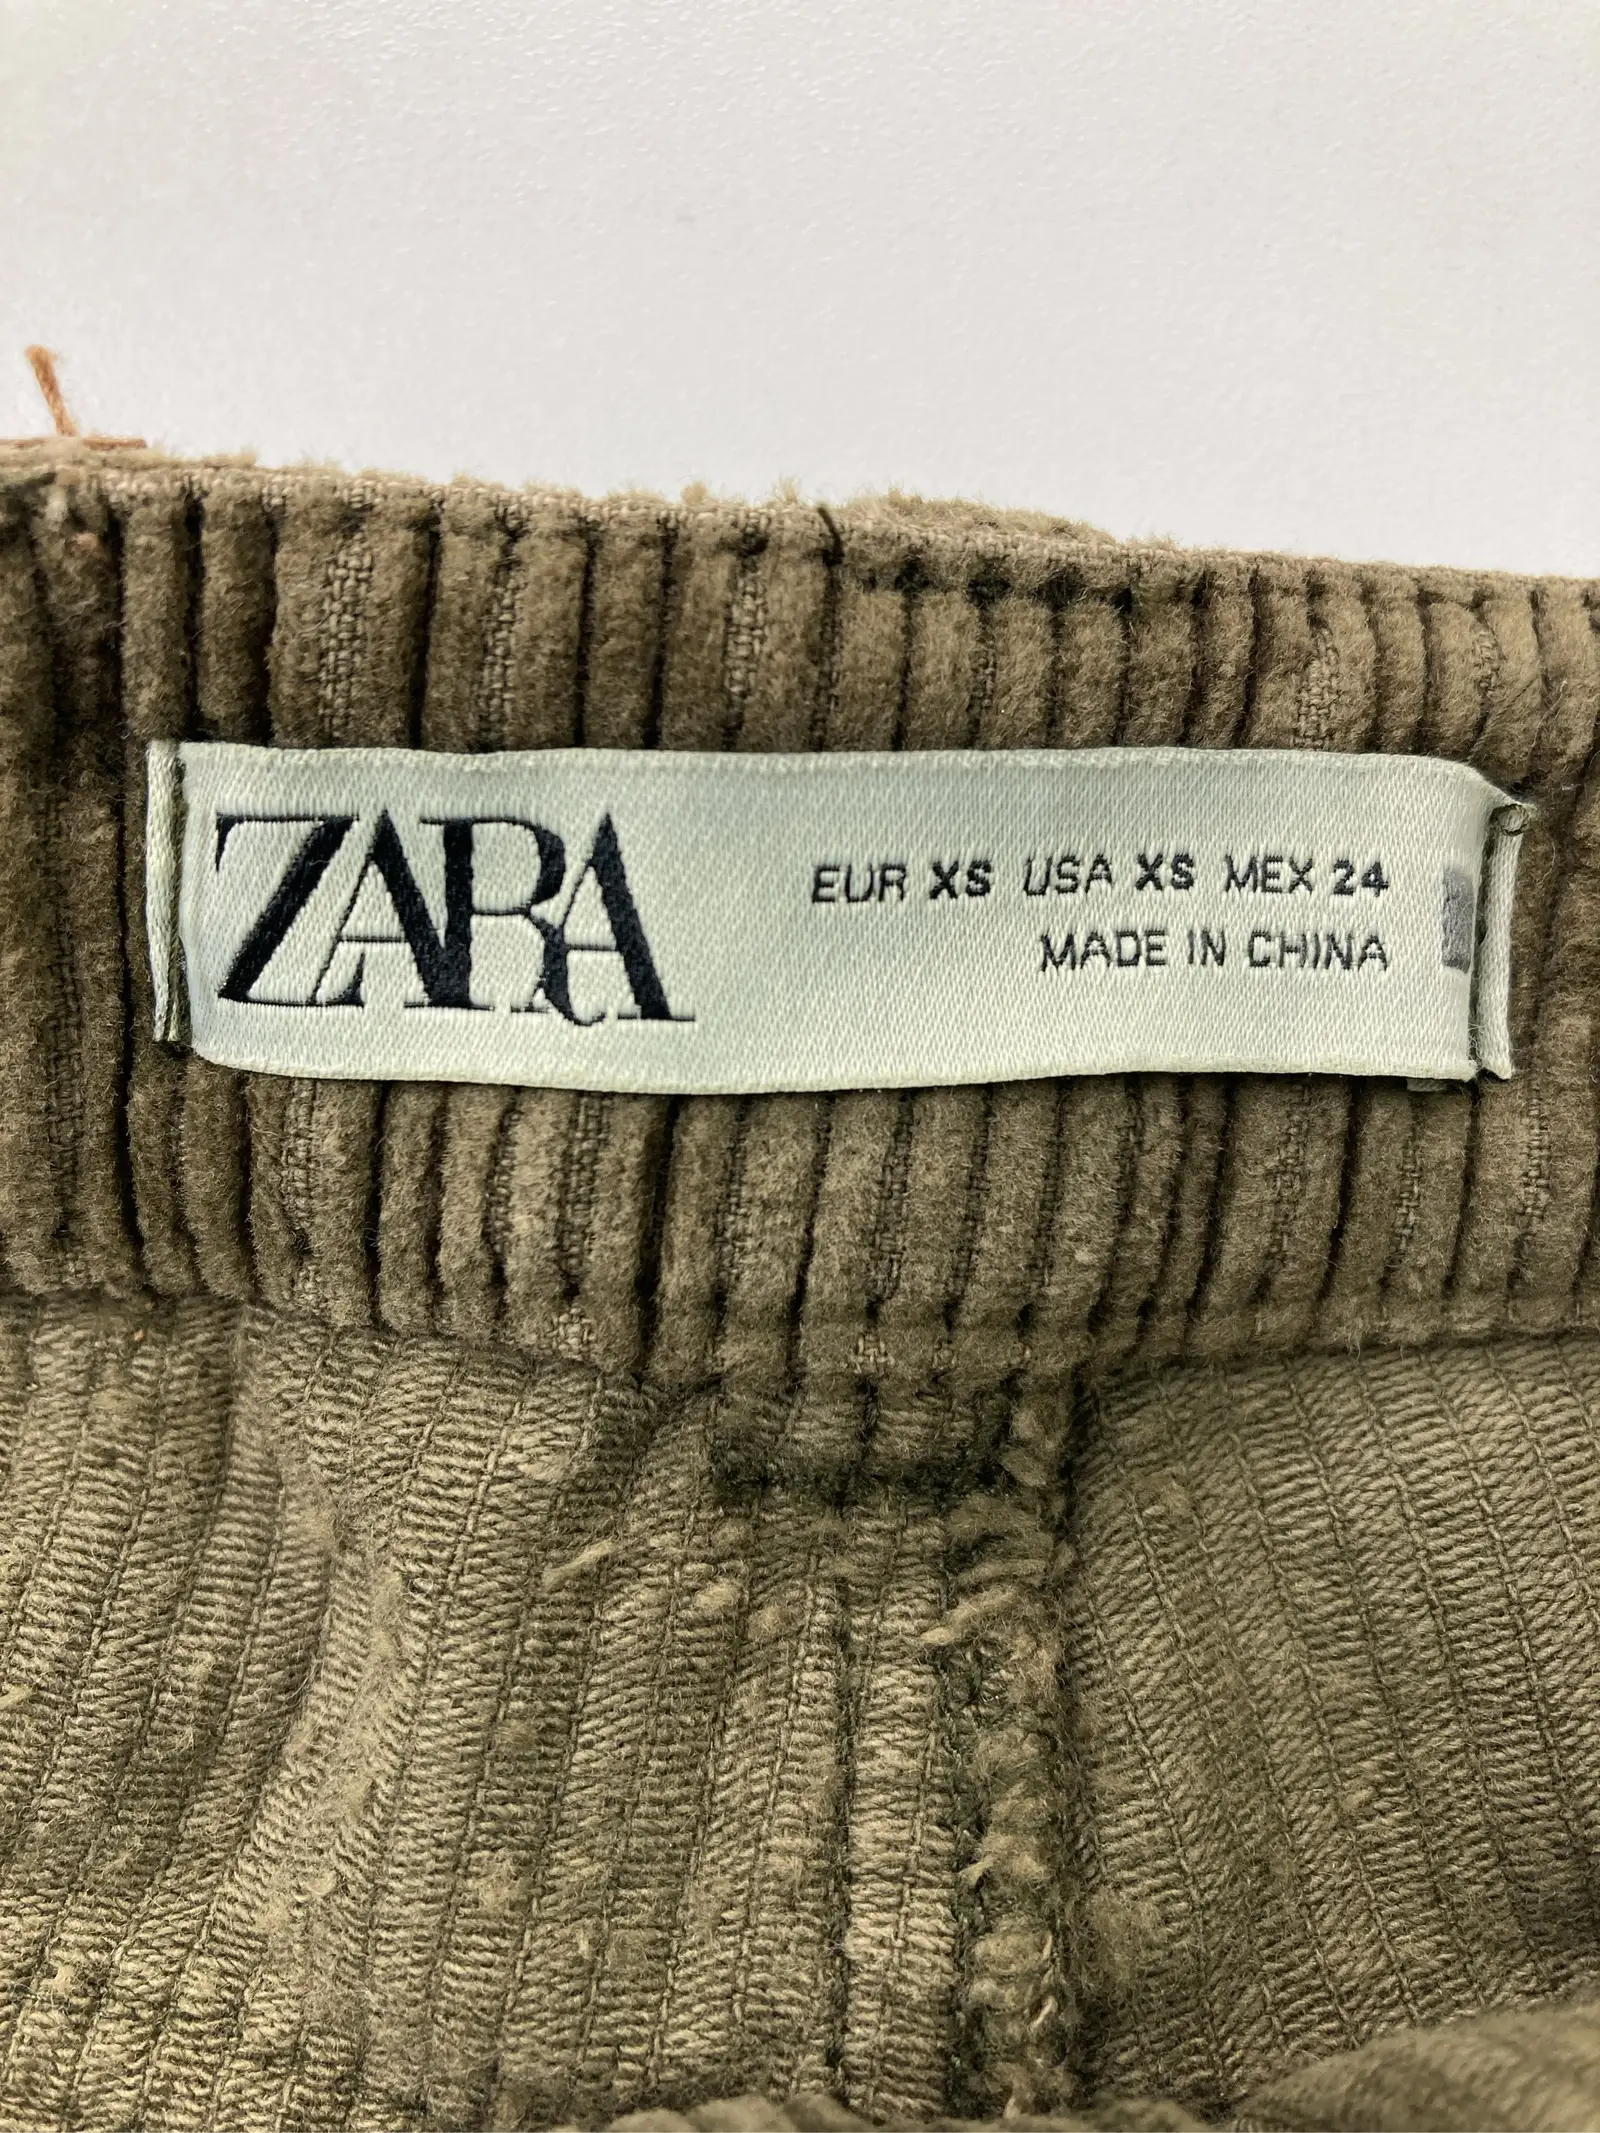 ZARA
EUR XS USA XS MEX 24
MADE IN CHINA